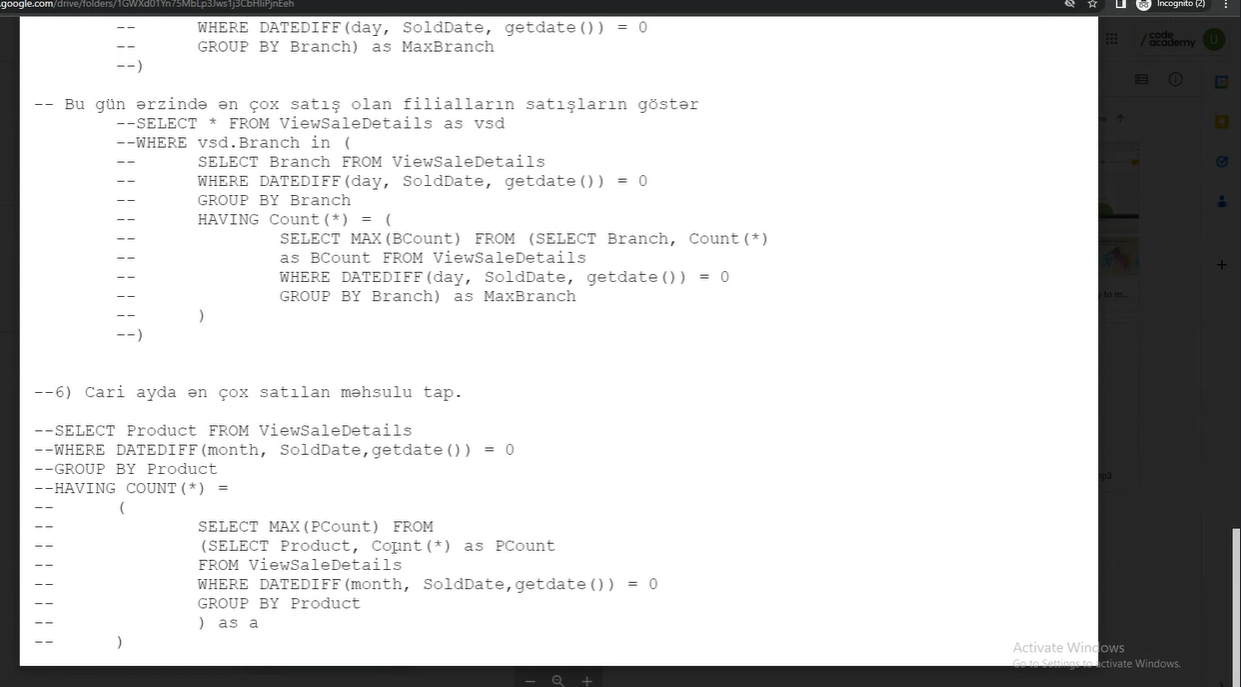 .google.com/drive/folders/1GWXd01Yn75MbLp3Jws1j3CbHliPjnEeh
Incognito (2)
code
academy
U
--      WHERE DATEDIFF(day, SoldDate, getdate()) = 0
--      GROUP BY Branch) as MaxBranch
--)
-- Bu gün ərzində ən çox satış olan filialların satışların göstər
--SELECT * FROM ViewSaleDetails as vsd
--WHERE vsd.Branch in (
--      SELECT Branch FROM ViewSaleDetails
--      WHERE DATEDIFF(day, SoldDate, getdate()) = 0
--      GROUP BY Branch
--      HAVING Count(*) = (
--              SELECT MAX(BCount) FROM (SELECT Branch, Count(*)
--              as BCount FROM ViewSaleDetails
--              WHERE DATEDIFF(day, SoldDate, getdate()) = 0
--              GROUP BY Branch) as MaxBranch
--      )
--)
--6) Cari ayda ən çox satılan məhsulu tap.
--SELECT Product FROM ViewSaleDetails
--WHERE DATEDIFF(month, SoldDate,getdate()) = 0
--GROUP BY Product
--HAVING COUNT(*) =
--      (
--              SELECT MAX(PCount) FROM
--              (SELECT Product, Count(*) as PCount
--              FROM ViewSaleDetails
--              WHERE DATEDIFF(month, SoldDate,getdate()) = 0
--              GROUP BY Product
--              ) as a
--      )
y to m...
mp3
Activate Windows
Go to Settings to activate Windows.